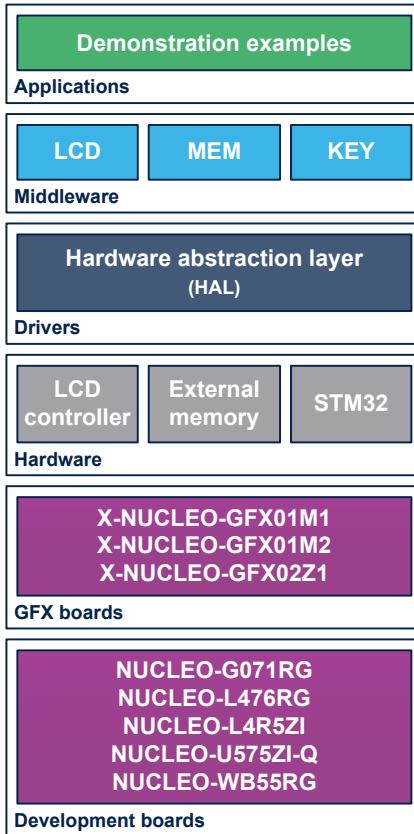 Demonstration examples
Applications
LCD MEM KEY
Middleware
Hardware abstraction layer
(HAL)
Drivers
LCD
controller
External
memory
STM32
Hardware
X-NUCLEO-GFX01M1
X-NUCLEO-GFX01M2
X-NUCLEO-GFX02Z1
GFX boards
NUCLEO-G071RG
NUCLEO-L476RG
NUCLEO-L4R5ZI
NUCLEO-U575ZI-Q
NUCLEO-WB55RG
Development boards